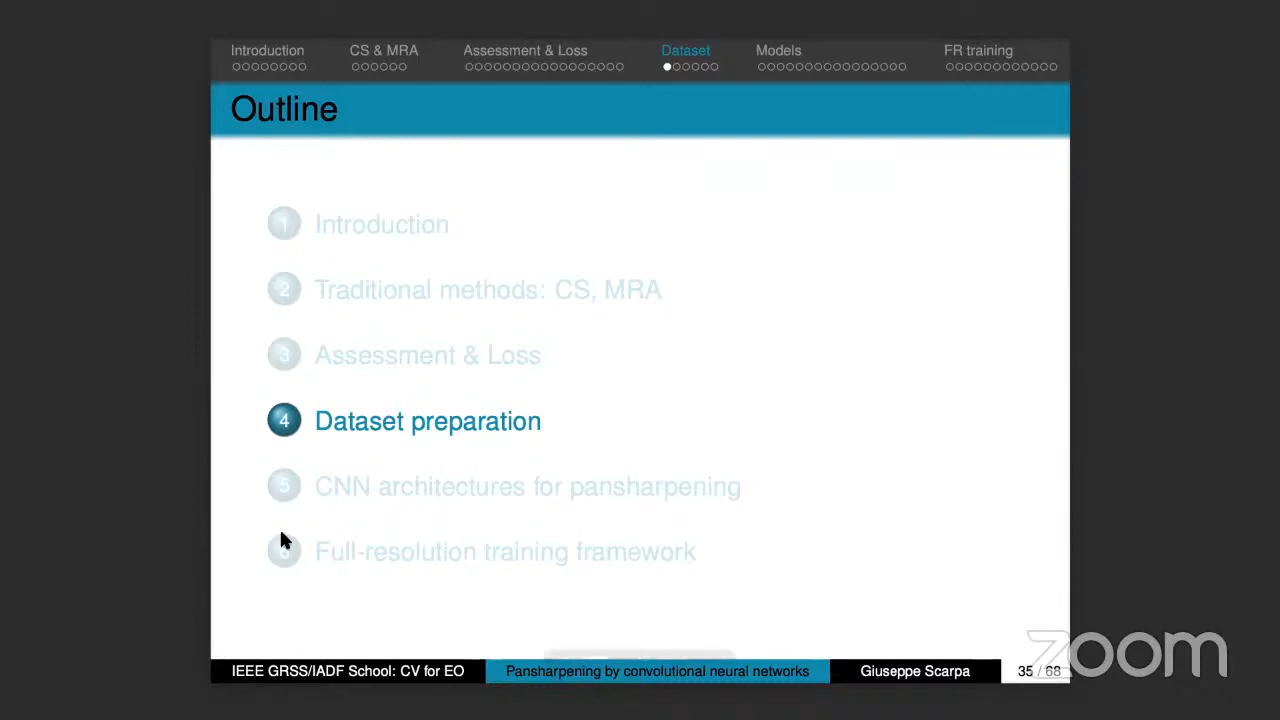 Introduction CS & MRA Assessment & Loss Dataset Models FR training
Outline
1 Introduction
2 Traditional methods: CS, MRA
3 Assessment & Loss
4 Dataset preparation
5 CNN architectures for pansharpening
6 Full-resolution training framework
IEEE GRSS/IADF School: CV for EO Pansharpening by convolutional neural networks Giuseppe Scarpa 35 / 68
zoom